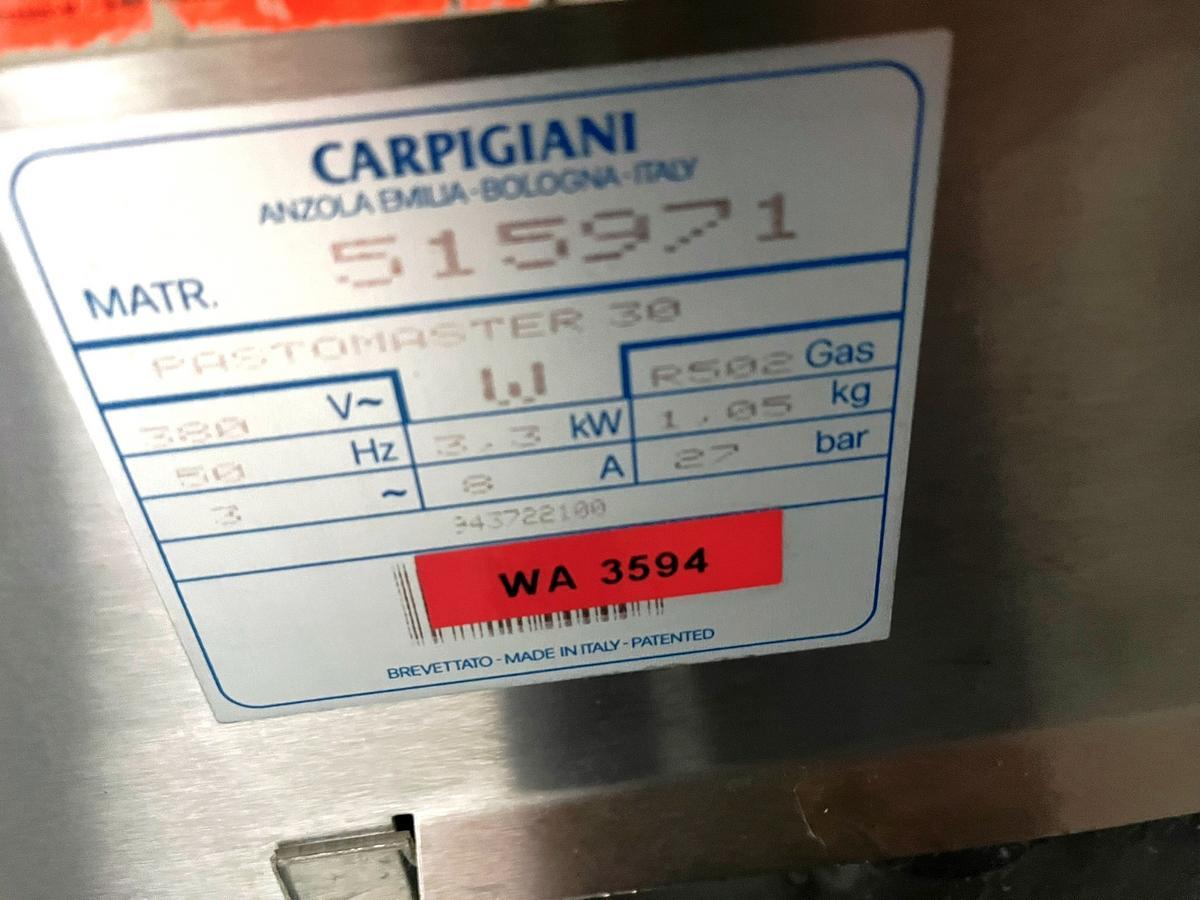 CARPIGIANI
ANZOLA EMILIA - BOLOGNA - ITALY
MATR. 515971
PASTOMASTER 30
W
R502 Gas
380 V~
3,3 kW
1,05 kg
50 Hz
8 A
27 bar
3 ~
943722100
WA 3594
BREVETTATO - MADE IN ITALY - PATENTED